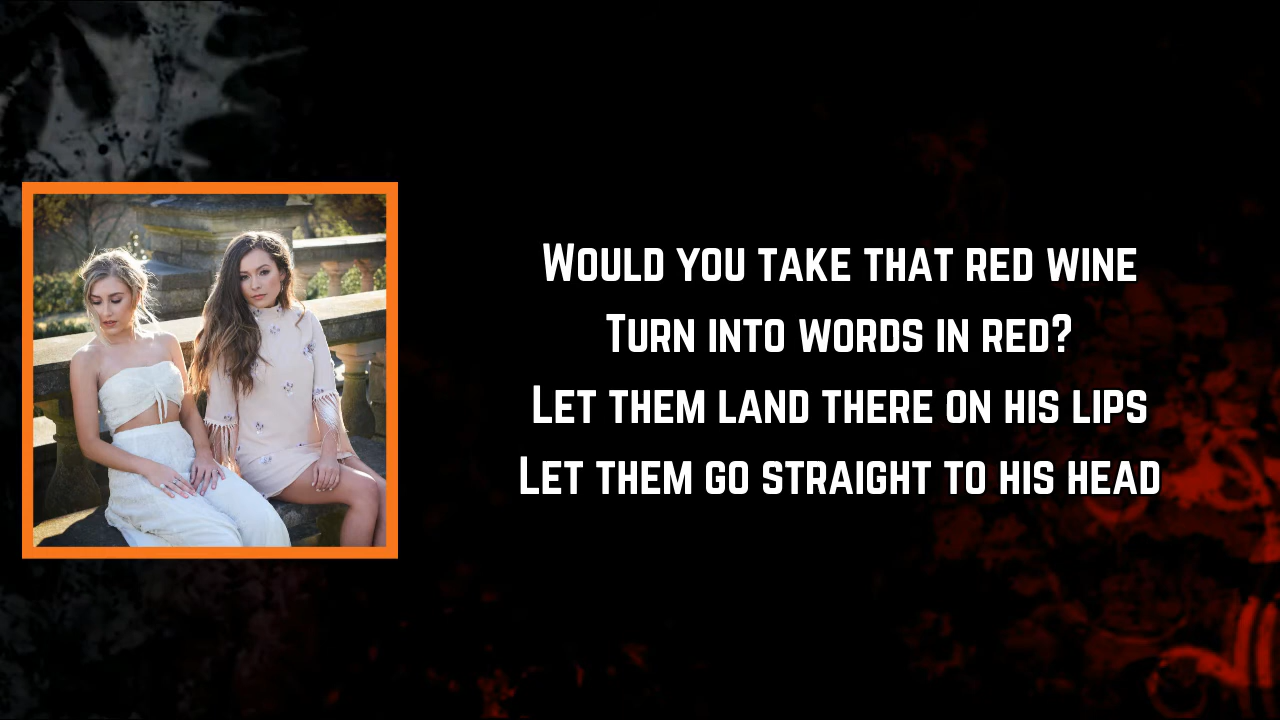 Would you take that red wine
Turn into words in red?
Let them land there on his lips
Let them go straight to his head